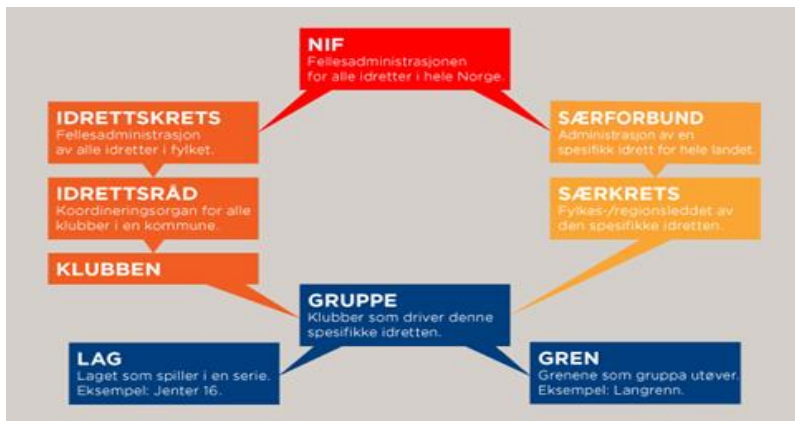 NIF
Fellesadministrasjonen
for alle idretter i hele Norge.
IDRETTSKRETS
Fellesadministrasjon
av alle idretter i fylket.
SÆRFORBUND
Administrasjon av en
spesifikk idrett for hele landet.
IDRETTSRÅD
Koordineringsorgan for alle
klubber i en kommune.
SÆRKRETS
Fylkes-/regionsleddet av
den spesifikke idretten.
KLUBBEN
GRUPPE
Klubber som driver denne
spesifikke idretten.
LAG
Laget som spiller i en serie.
Eksempel: Jenter 16.
GREN
Grenene som gruppa utøver.
Eksempel: Langrenn.